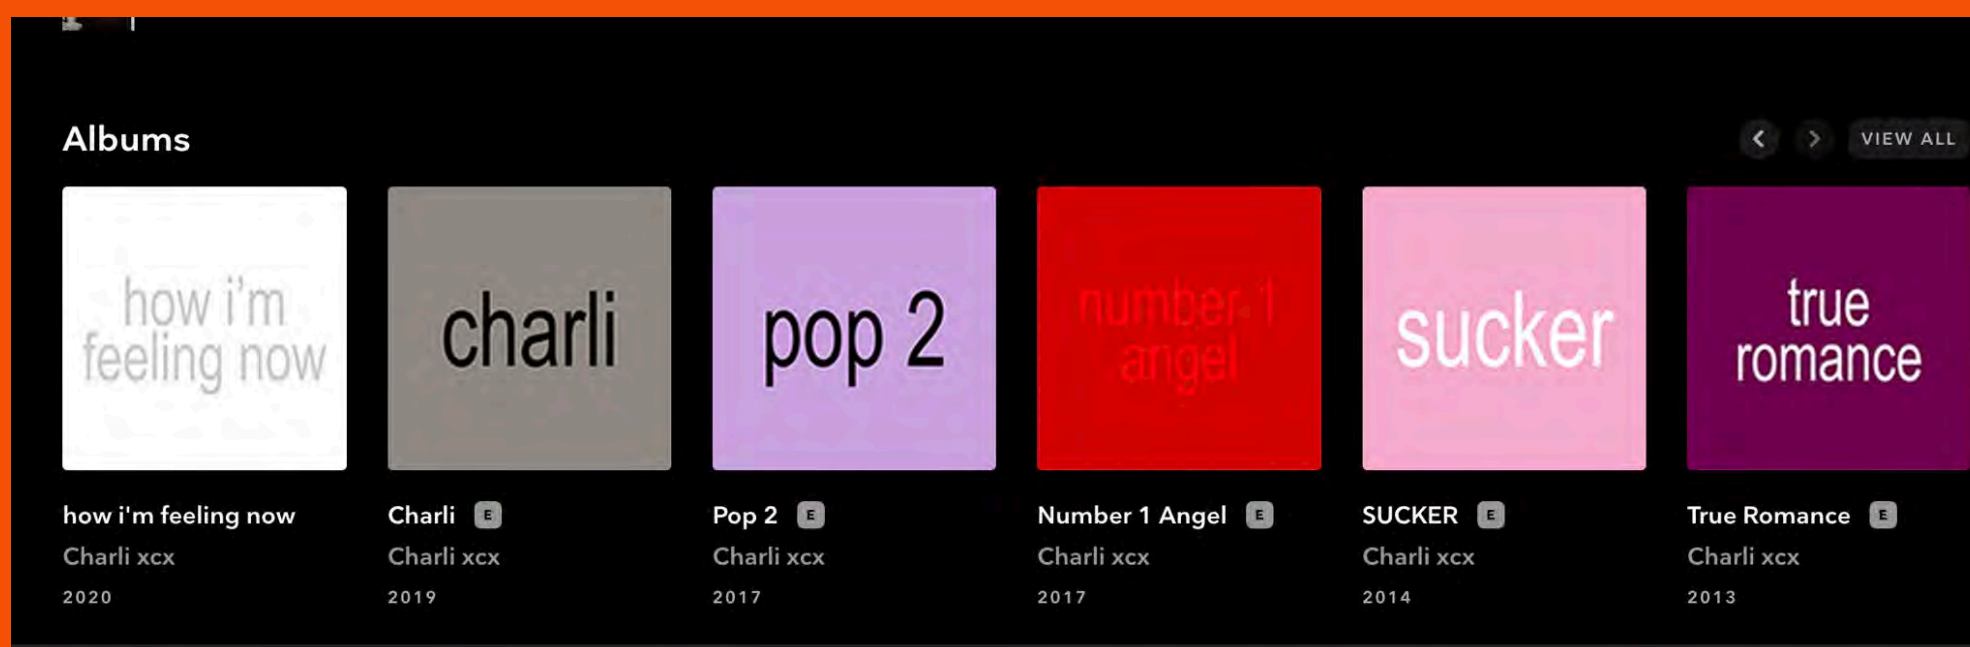 Albums
VIEW ALL
how i'm
feeling now
charli
pop 2
number 1
angel
sucker
true
romance
how i'm feeling now
Charli E
Pop 2 E
Number 1 Angel E
SUCKER E
True Romance E
Charli xcx
Charli xcx
Charli xcx
Charli xcx
Charli xcx
Charli xcx
2020
2019
2017
2017
2014
2013